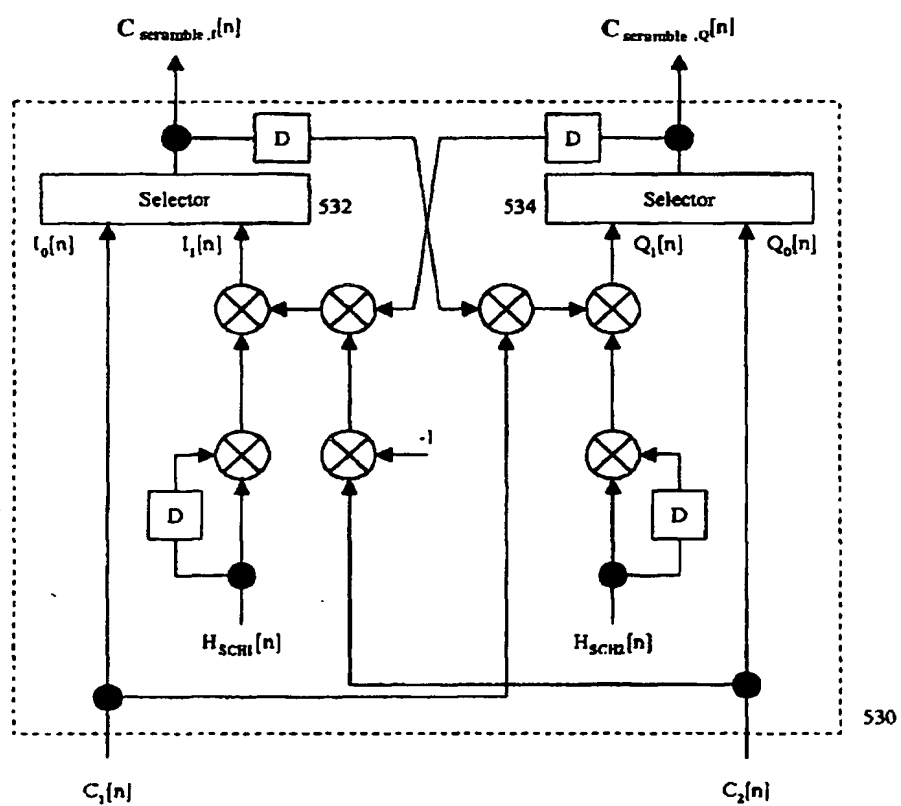 C scramble ,I[n]
C scramble ,Q[n]
D
D
Selector
532
534
Selector
I0[n]
I1[n]
Q1[n]
Q0[n]
-1
D
D
HSCH1[n]
HSCH2[n]
530
C1[n]
C2[n]